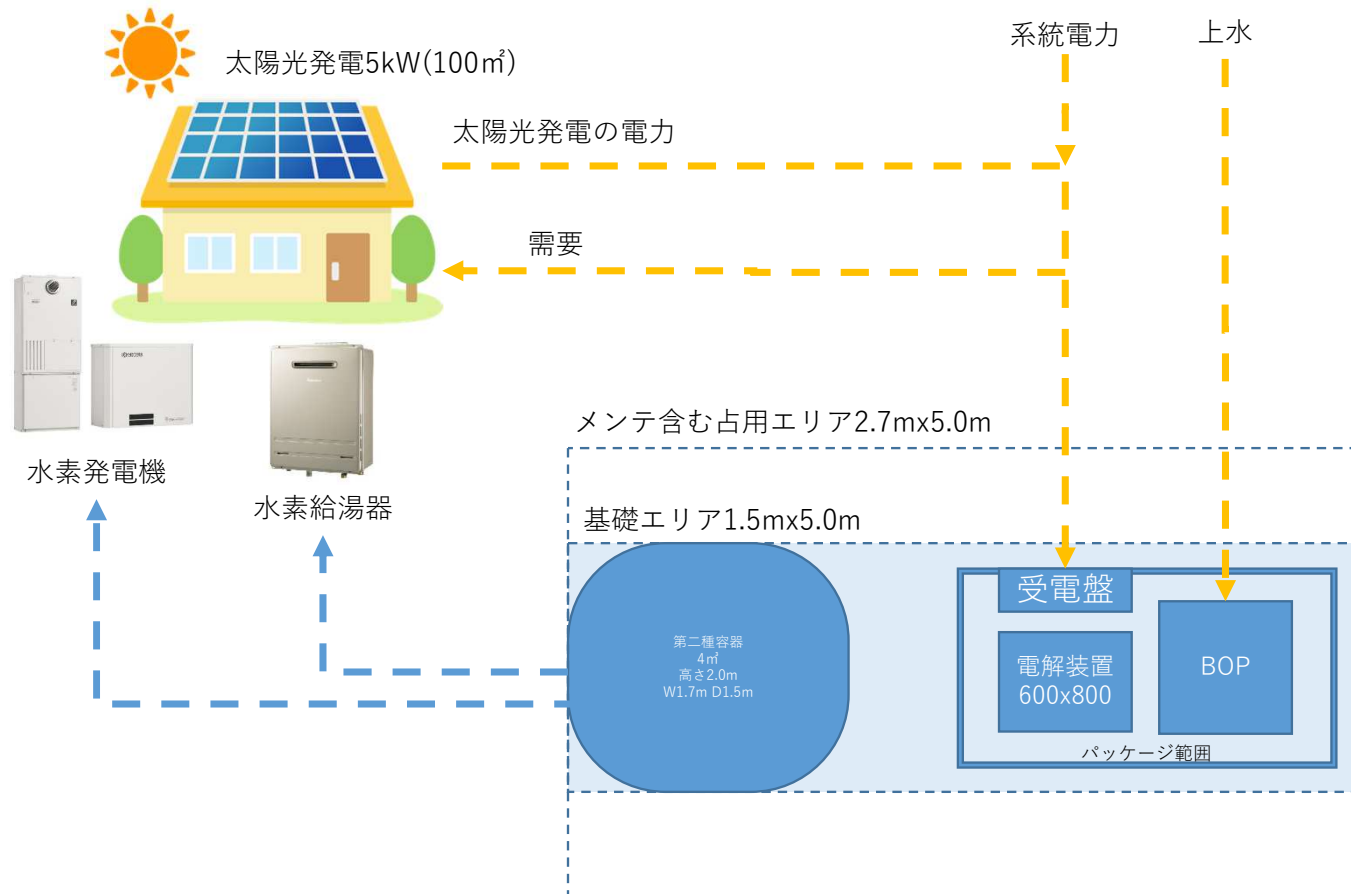 系統電力
上水
太陽光発電5kW(100㎡)
太陽光発電の電力
需要
メンテ含む占用エリア2.7mx5.0m
水素発電機
水素給湯器
基礎エリア1.5mx5.0m
受電盤
第二種容器
4㎥
高さ2.0m
W1.7m D1.5m
電解装置
600x800
BOP
パッケージ範囲